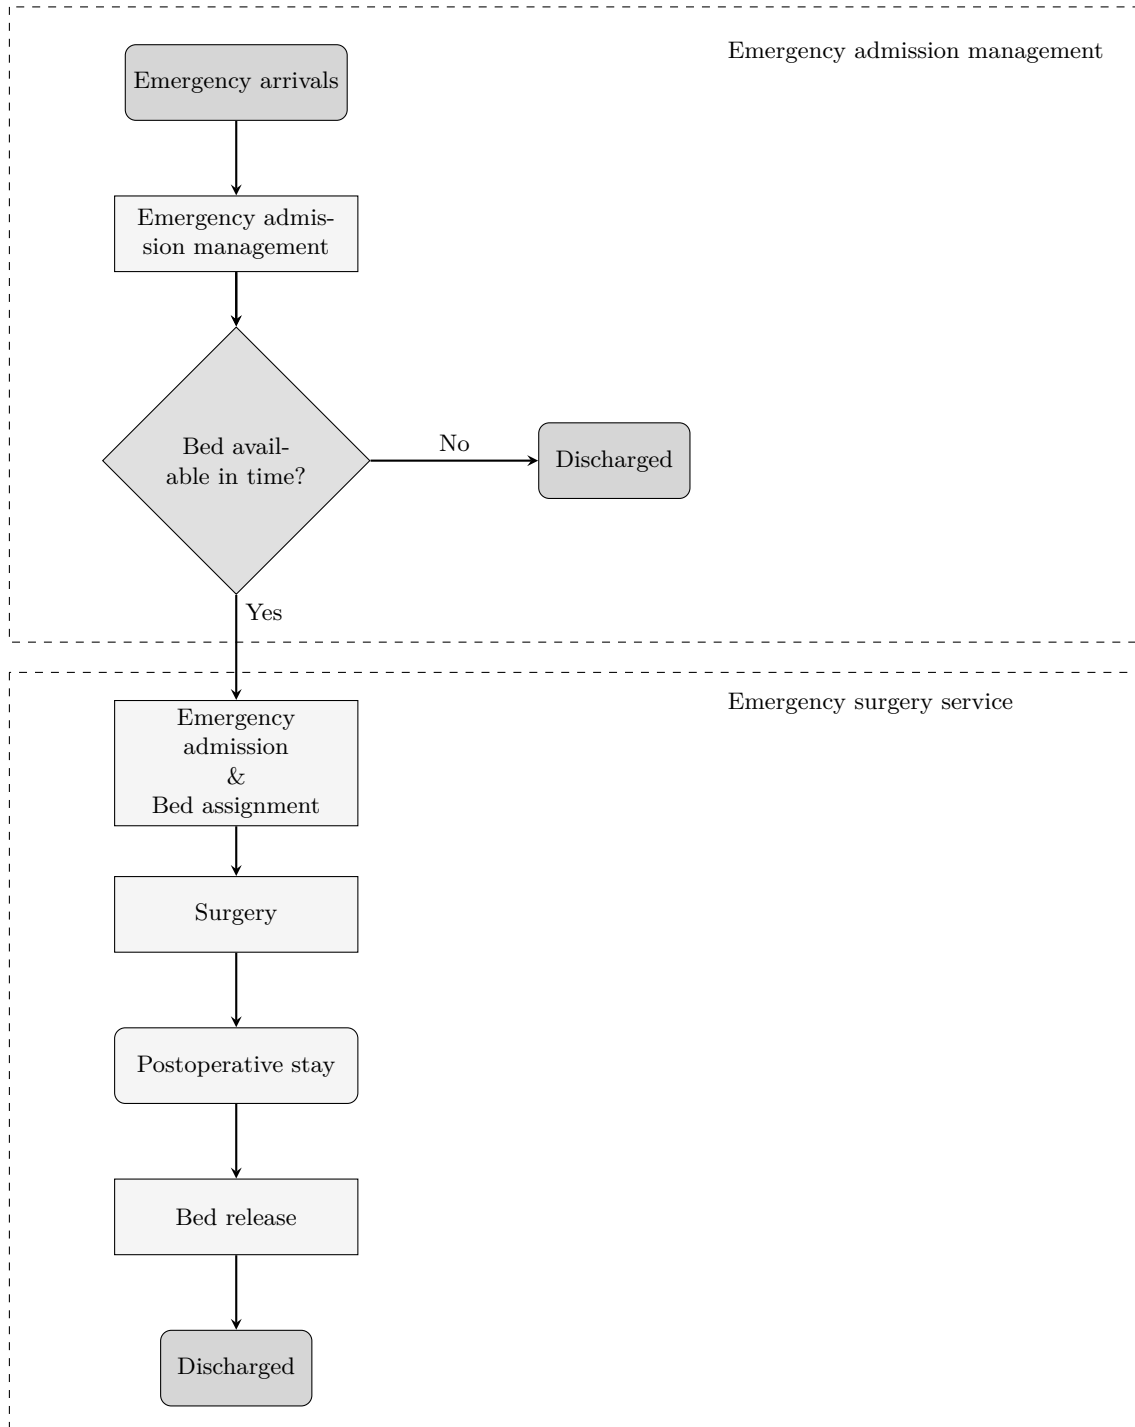 Emergency admission management
Emergency arrivals
Emergency admis-
sion management
Bed avail-
able in time?
No
Discharged
Yes
Emergency surgery service
Emergency
admission
&
Bed assignment
Surgery
Postoperative stay
Bed release
Discharged